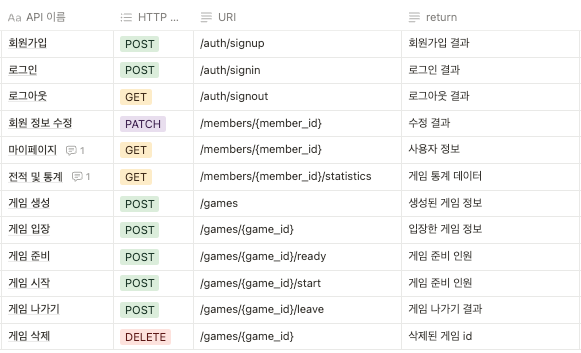 Aa API 이름 HTTP ... URI return
회원가입 POST /auth/signup 회원가입 결과
로그인 POST /auth/signin 로그인 결과
로그아웃 GET /auth/signout 로그아웃 결과
회원 정보 수정 PATCH /members/{member_id} 수정 결과
마이페이지 1 GET /members/{member_id} 사용자 정보
전적 및 통계 1 GET /members/{member_id}/statistics 게임 통계 데이터
게임 생성 POST /games 생성된 게임 정보
게임 입장 POST /games/{game_id} 입장한 게임 정보
게임 준비 POST /games/{game_id}/ready 게임 준비 인원
게임 시작 POST /games/{game_id}/start 게임 준비 인원
게임 나가기 POST /games/{game_id}/leave 게임 나가기 결과
게임 삭제 DELETE /games/{game_id} 삭제된 게임 id